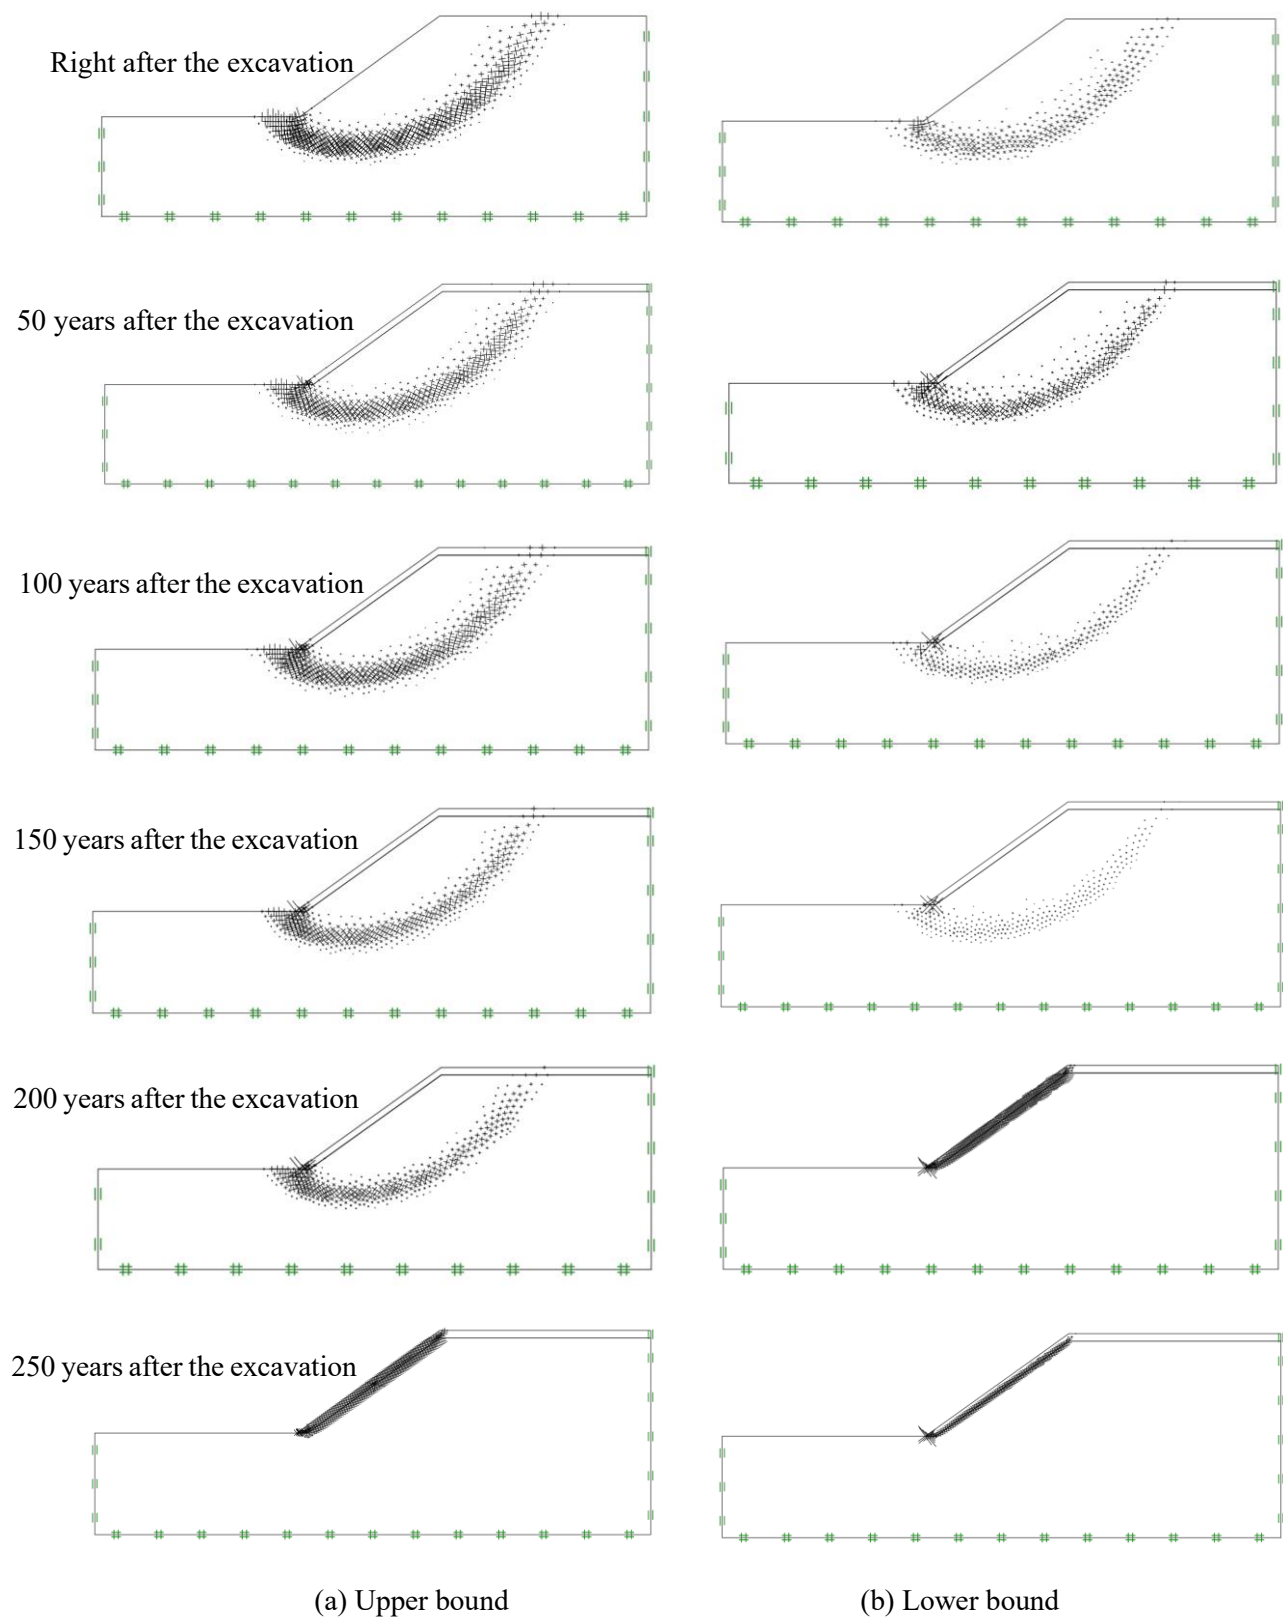 Right after the excavation
50 years after the excavation
100 years after the excavation
150 years after the excavation
200 years after the excavation
250 years after the excavation
(a) Upper bound
(b) Lower bound